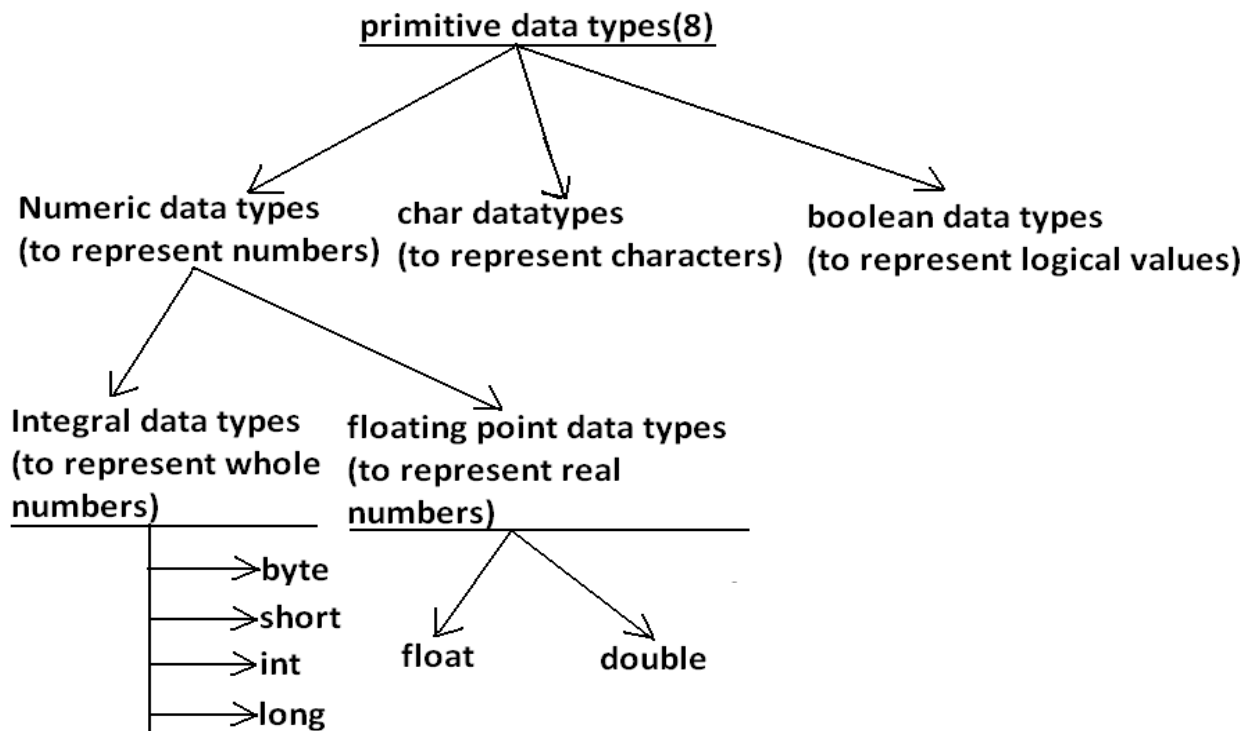 primitive data types(8)
Numeric data types
(to represent numbers)
char datatypes
(to represent characters)
boolean data types
(to represent logical values)
Integral data types
(to represent whole
numbers)
floating point data types
(to represent real
numbers)
byte
short
int
long
float
double